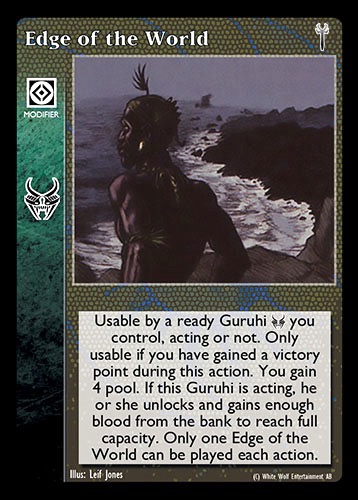 Edge of the World
MODIFIER
Usable by a ready Guruhi you
control, acting or not. Only
usable if you have gained a victory
point during this action. You gain
4 pool. If this Guruhi is acting, he
or she unlocks and gains enough
blood from the bank to reach full
capacity. Only one Edge of the
World can be played each action.
Illus: Leif Jones
(C) White Wolf Entertainment AB